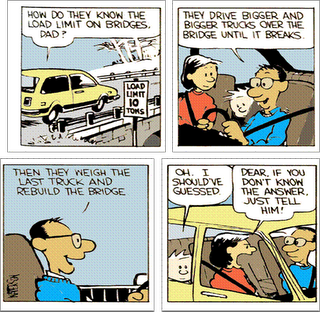 HOW DO THEY KNOW THE
LOAD LIMIT ON BRIDGES,
DAD?
LOAD
LIMIT
10
TONS
THEY DRIVE BIGGER AND
BIGGER TRUCKS OVER THE
BRIDGE UNTIL IT BREAKS.
THEN THEY WEIGH THE
LAST TRUCK AND
REBUILD THE BRIDGE.
OH. I
SHOULD'VE
GUESSED.
DEAR, IF YOU
DON'T KNOW
THE ANSWER,
JUST TELL
HIM!